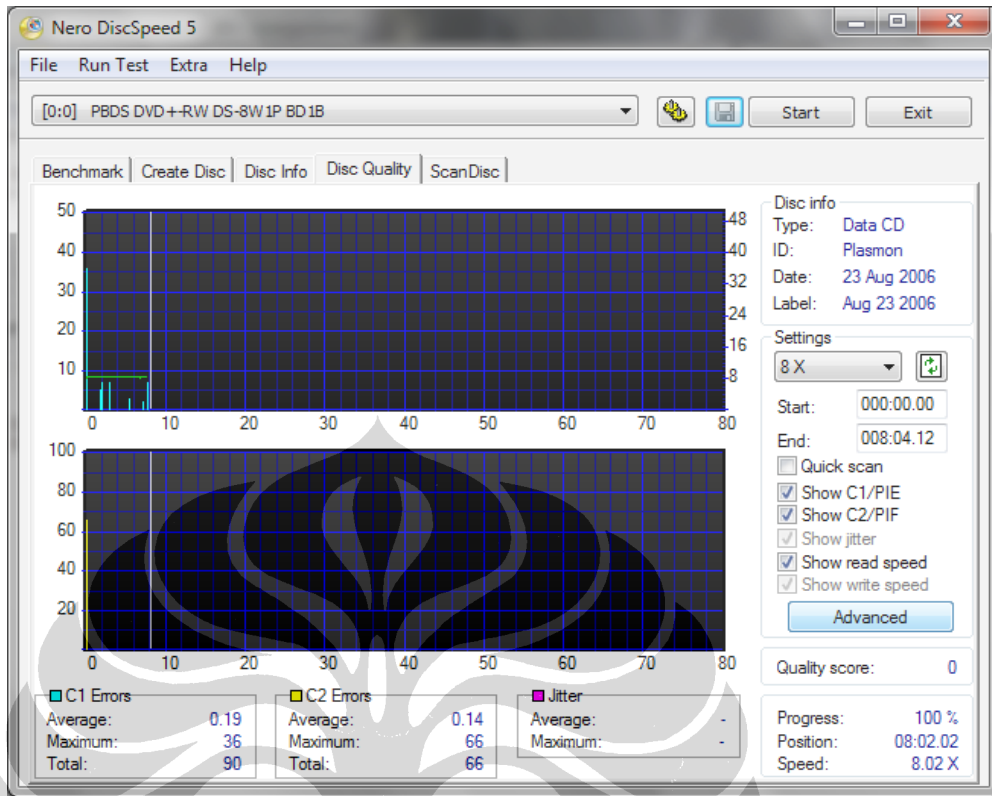 Nero DiscSpeed 5
File Run Test Extra Help
[0:0] PBDS DVD+-RW DS-8W1P BD1B
Start
Exit
Benchmark
Create Disc
Disc Info
Disc Quality
ScanDisc
50
40
30
20
10
48
40
32
24
16
8
0 10 20 30 40 50 60 70 80
100
80
60
40
20
0 10 20 30 40 50 60 70 80
C1 Errors
Average: 0.19
Maximum: 36
Total: 90
C2 Errors
Average: 0.14
Maximum: 66
Total: 66
Jitter
Average: -
Maximum: -
Disc info
Type: Data CD
ID: Plasmon
Date: 23 Aug 2006
Label: Aug 23 2006
Settings
8 X
Start: 000:00.00
End: 008:04.12
Quick scan
Show C1/PIE
Show C2/PIF
Show jitter
Show read speed
Show write speed
Advanced
Quality score: 0
Progress: 100 %
Position: 08:02.02
Speed: 8.02 X